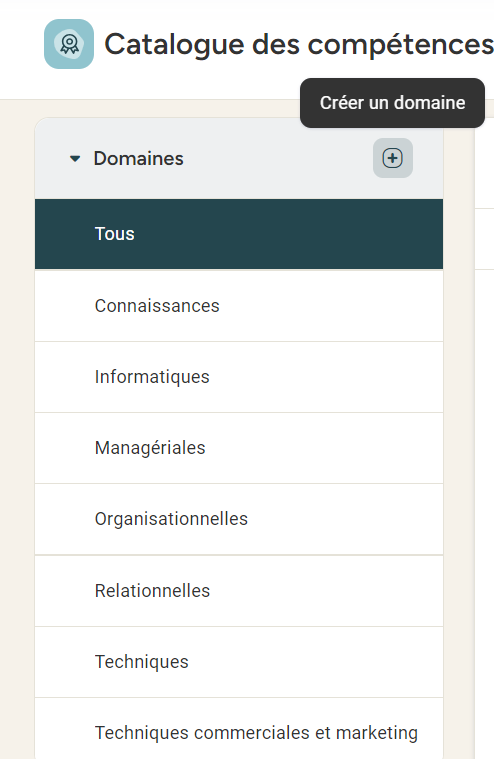 Catalogue des compétences
Créer un domaine
Domaines
Tous
Connaissances
Informatiques
Managériales
Organisationnelles
Relationnelles
Techniques
Techniques commerciales et marketing